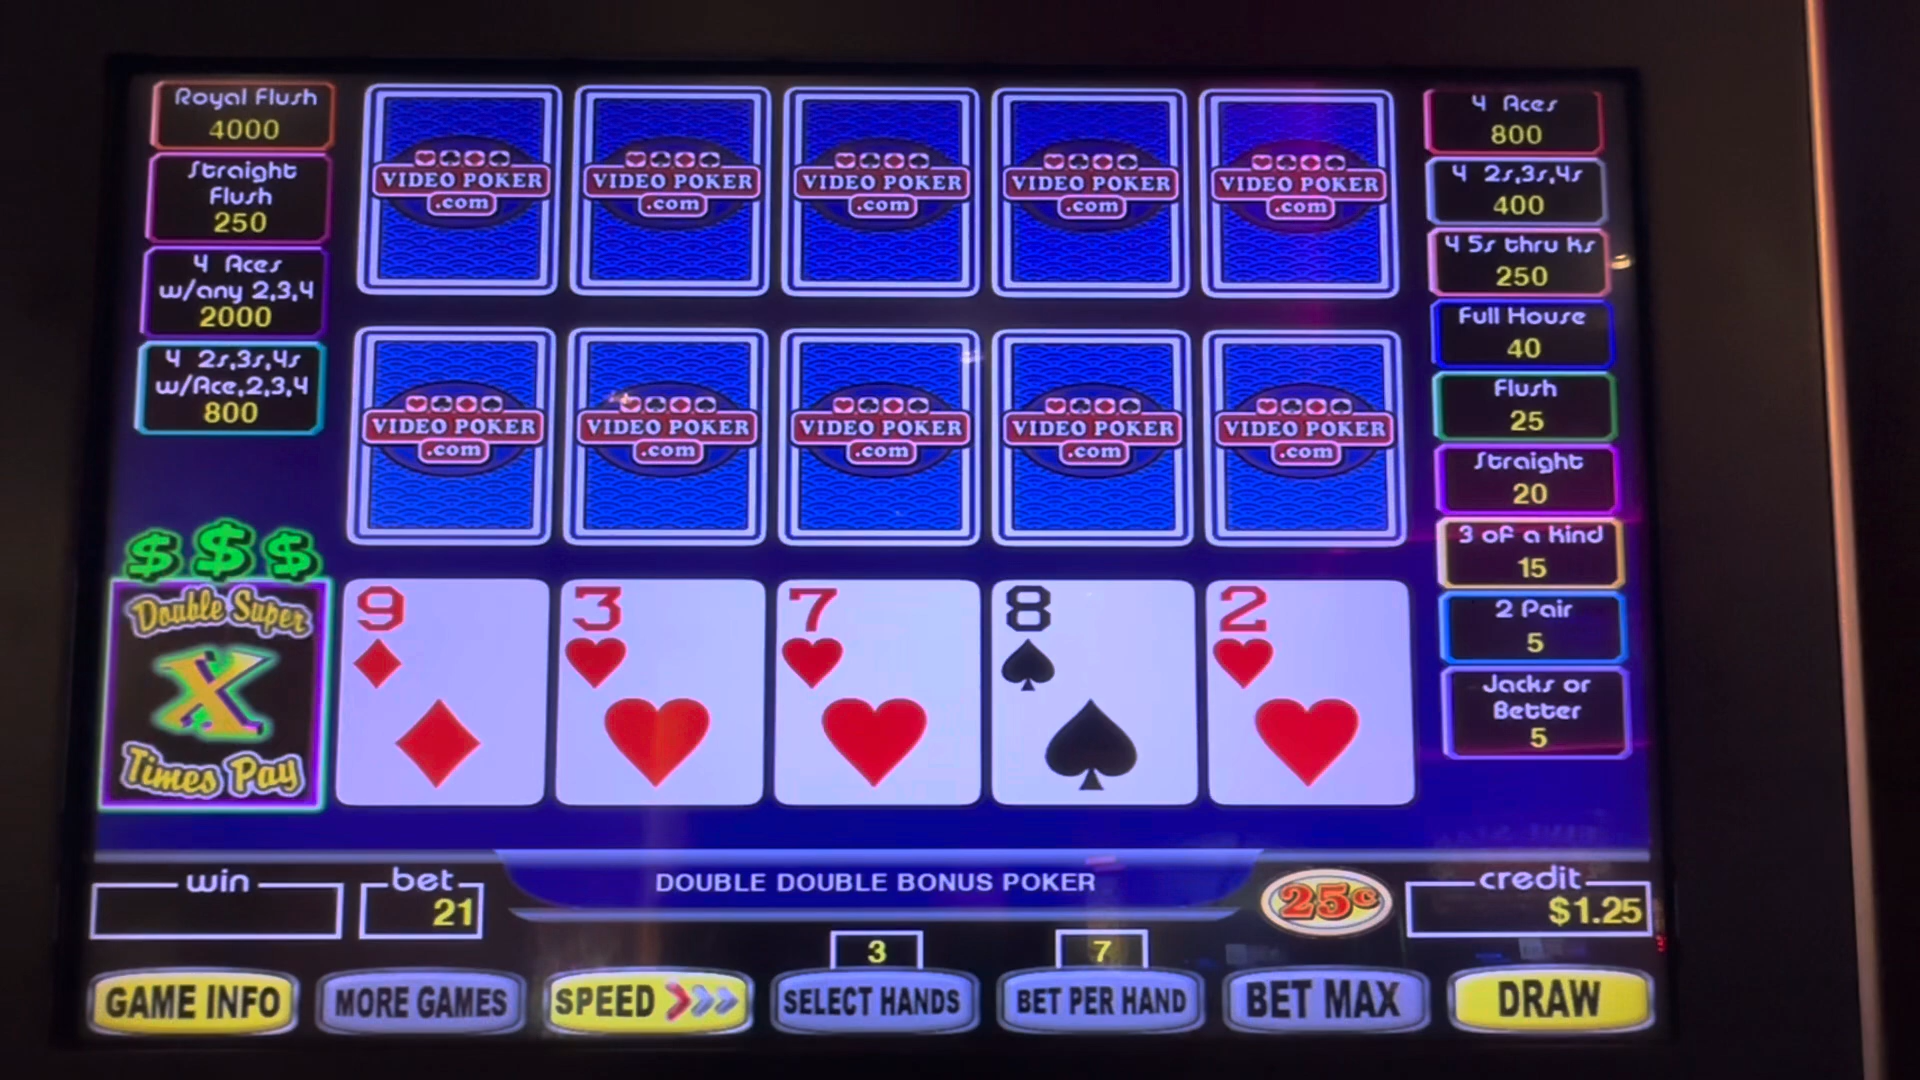 Royal Flush
4000
Straight
Flush
250
4 Aces
w/any 2,3,4
2000
4 2s,3s,4s
w/Ace,2,3,4
800
VIDEO POKER
.com
VIDEO POKER
.com
VIDEO POKER
.com
VIDEO POKER
.com
VIDEO POKER
.com
4 Aces
800
4 2s,3s,4s
400
4 5s thru Ks
250
Full House
40
Flush
25
Straight
20
3 of a Kind
15
2 Pair
5
Jacks or
Better
5
VIDEO POKER
.com
VIDEO POKER
.com
VIDEO POKER
.com
VIDEO POKER
.com
VIDEO POKER
.com
$ $ $
Double Super
X
Times Pay
9
3
7
8
2
win
bet
21
DOUBLE DOUBLE BONUS POKER
25¢
credit
$1.25
3
7
GAME INFO
MORE GAMES
SPEED
SELECT HANDS
BET PER HAND
BET MAX
DRAW